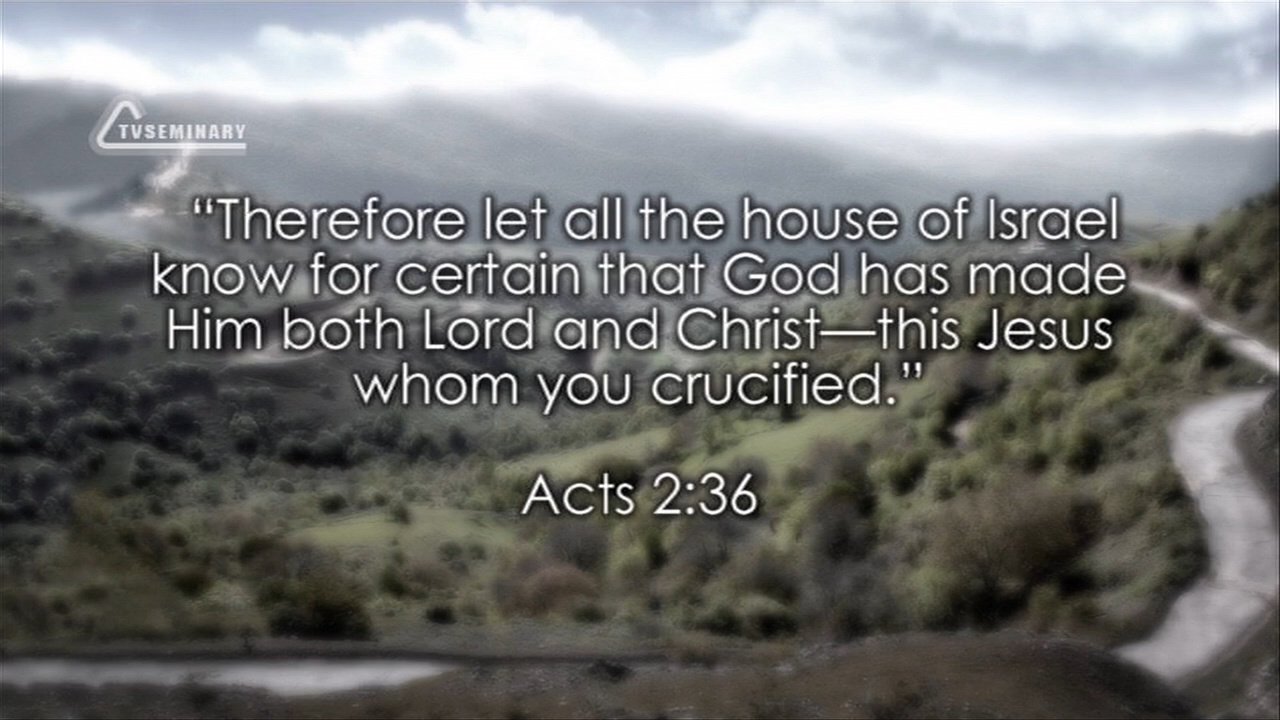 TVSEMINARY
“Therefore let all the house of Israel
know for certain that God has made
Him both Lord and Christ—this Jesus
whom you crucified.”
Acts 2:36